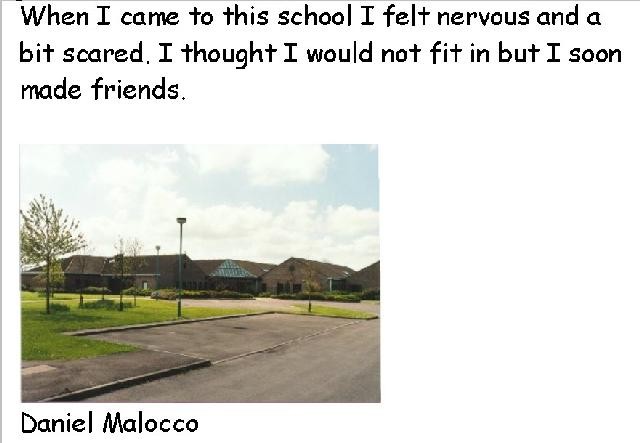 When I came to this school I felt nervous and a
bit scared. I thought I would not fit in but I soon
made friends.
Daniel Malocco